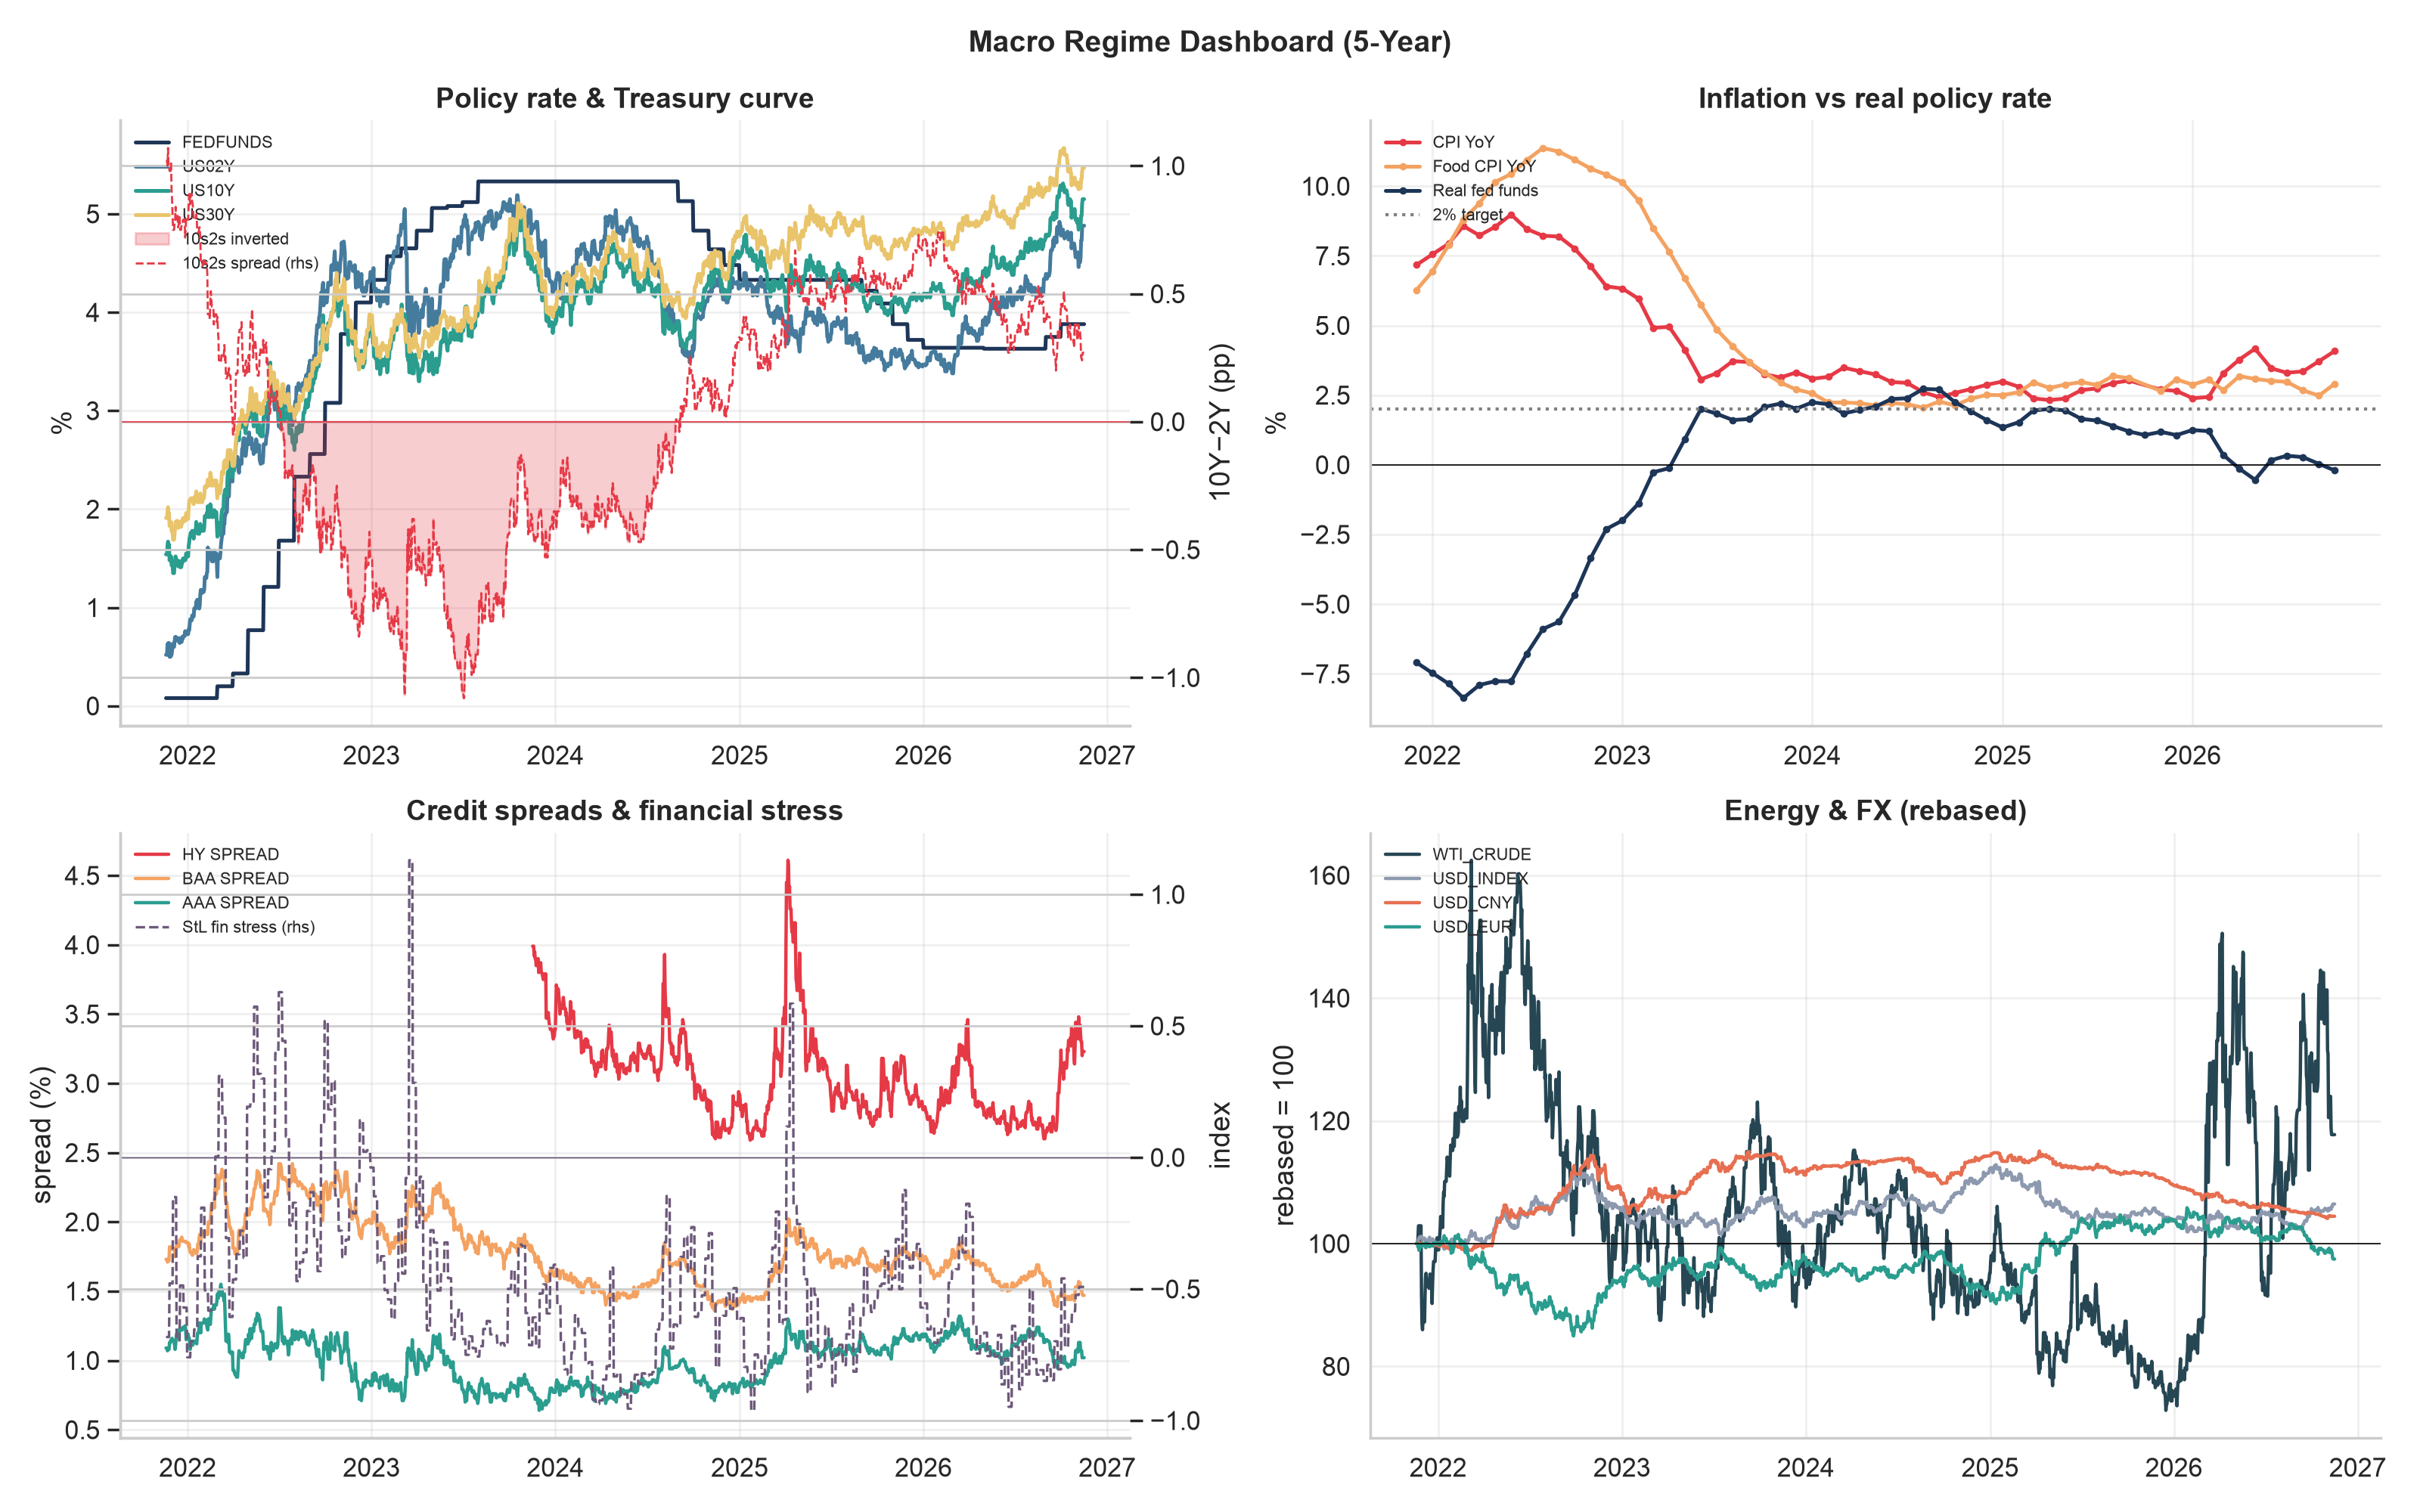 Macro Regime Dashboard (5-Year)
Policy rate & Treasury curve
FEDFUNDS
US02Y
US10Y
US30Y
10s2s inverted
10s2s spread (rhs)
%
5
4
3
2
1
0
1.0
0.5
0.0
−0.5
−1.0
10Y−2Y (pp)
2022 2023 2024 2025 2026 2027
Inflation vs real policy rate
CPI YoY
Food CPI YoY
Real fed funds
2% target
%
10.0
7.5
5.0
2.5
0.0
−2.5
−5.0
−7.5
2022 2023 2024 2025 2026
Credit spreads & financial stress
HY SPREAD
BAA SPREAD
AAA SPREAD
StL fin stress (rhs)
spread (%)
4.5
4.0
3.5
3.0
2.5
2.0
1.5
1.0
0.5
1.0
0.5
0.0
−0.5
−1.0
index
2022 2023 2024 2025 2026 2027
Energy & FX (rebased)
WTI_CRUDE
USD_INDEX
USD_CNY
USD_EUR
rebased = 100
160
140
120
100
80
2022 2023 2024 2025 2026 2027